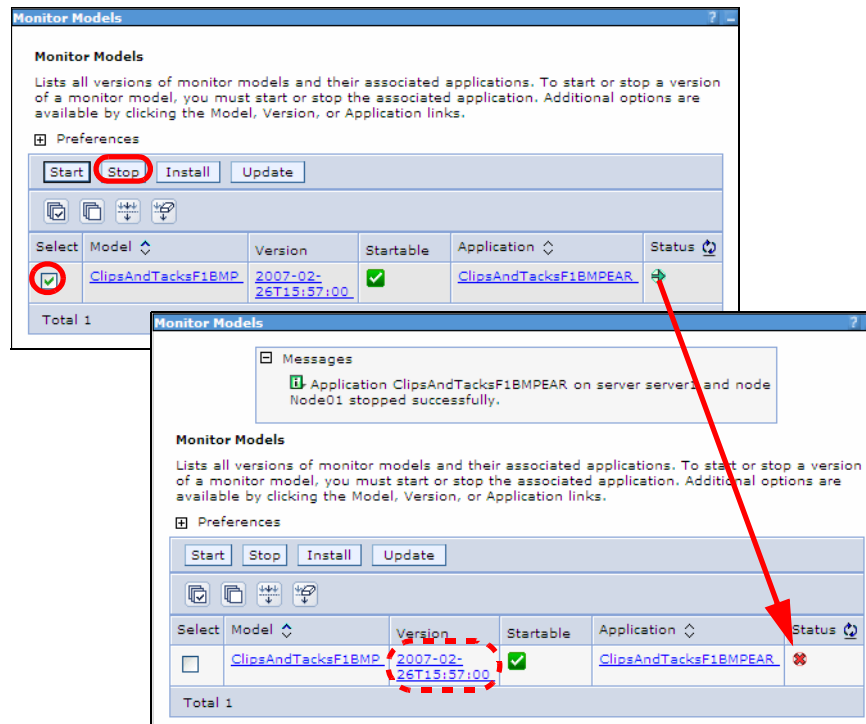 Monitor Models
?
Monitor Models
Lists all versions of monitor models and their associated applications. To start or stop a version
of a monitor model, you must start or stop the associated application. Additional options are
available by clicking the Model, Version, or Application links.
Preferences
Start Stop Install Update
Select Model Version Startable Application Status
ClipsAndTacksF1BMP 2007-02-
26T15:57:00 ClipsAndTacksF1BMPEAR
Total 1
Monitor Models
?
Messages
Application ClipsAndTacksF1BMPEAR on server server1 and node
Node01 stopped successfully.
Monitor Models
Lists all versions of monitor models and their associated applications. To start or stop a version
of a monitor model, you must start or stop the associated application. Additional options are
available by clicking the Model, Version, or Application links.
Preferences
Start Stop Install Update
Select Model Version Startable Application Status
ClipsAndTacksF1BMP 2007-02-
26T15:57:00 ClipsAndTacksF1BMPEAR
Total 1